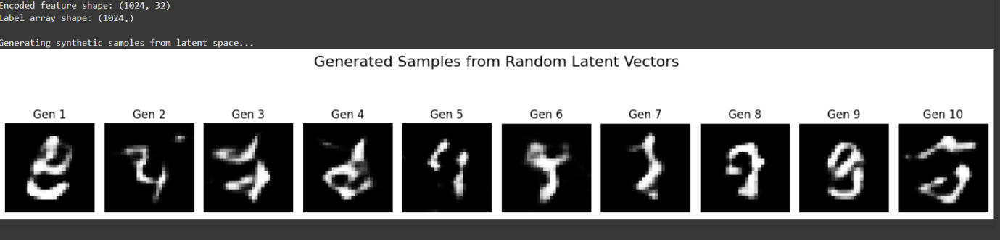 Encoded feature shape: (1024, 32)
Label array shape: (1024,)
Generating synthetic samples from latent space...
Generated Samples from Random Latent Vectors
Gen 1 Gen 2 Gen 3 Gen 4 Gen 5 Gen 6 Gen 7 Gen 8 Gen 9 Gen 10